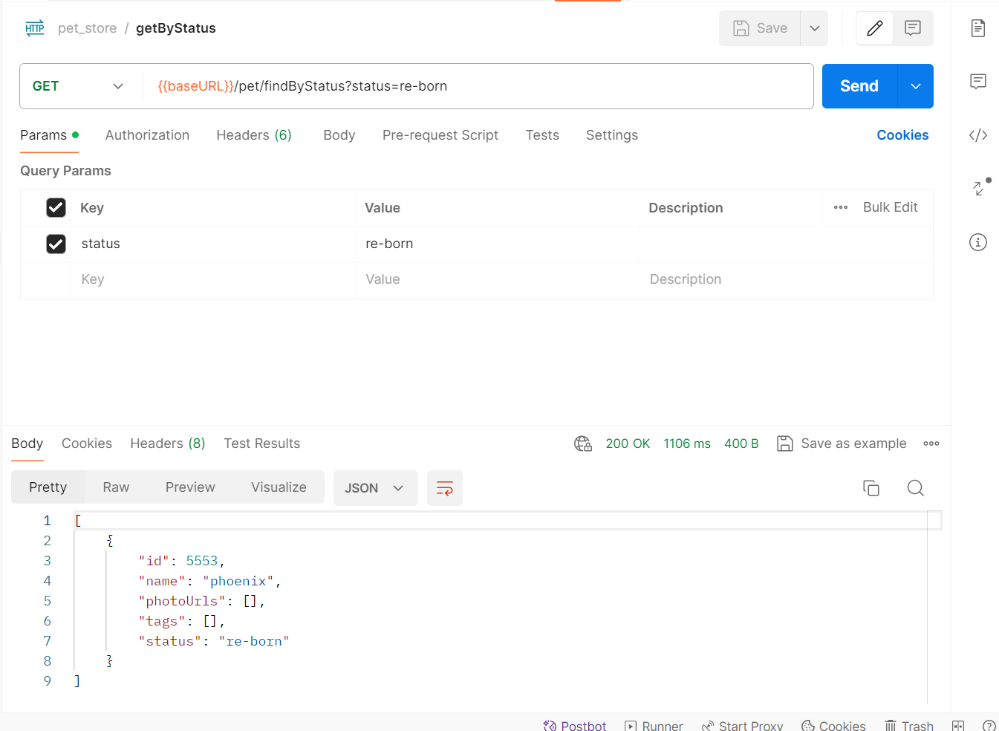 HTTP pet_store / getByStatus Save
GET {{baseURL}}/pet/findByStatus?status=re-born Send
Params Authorization Headers (6) Body Pre-request Script Tests Settings Cookies
Query Params
Key Value Description Bulk Edit
status re-born
Key Value Description
Body Cookies Headers (8) Test Results 200 OK 1106 ms 400 B Save as example
Pretty Raw Preview Visualize JSON
1 [
2 {
3 "id": 5553,
4 "name": "phoenix",
5 "photoUrls": [],
6 "tags": [],
7 "status": "re-born"
8 }
9 ]
Postbot Runner Start Proxy Cookies Trash